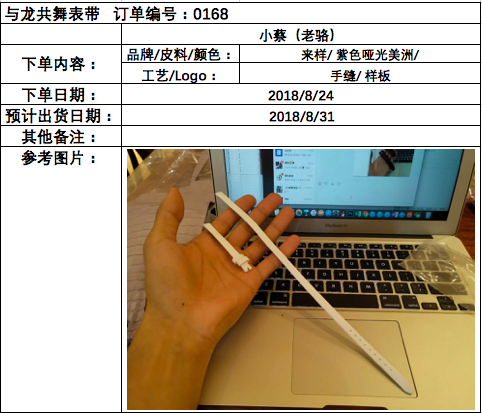 与龙共舞表带 订单编号：0168
小蔡（老骆）
下单内容：
品牌/皮料/颜色：
来样/ 紫色哑光美洲/
工艺/Logo：
手缝/ 样板
下单日期：
2018/8/24
预计出货日期：
2018/8/31
其他备注：
参考图片：